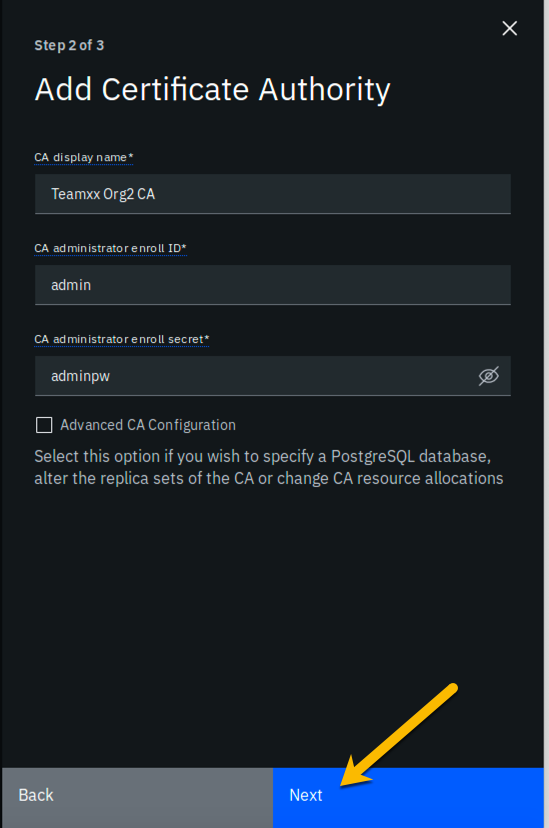 Step 2 of 3
Add Certificate Authority
CA display name*
Teamxx Org2 CA
CA administrator enroll ID*
admin
CA administrator enroll secret*
adminpw
Advanced CA Configuration
Select this option if you wish to specify a PostgreSQL database,
alter the replica sets of the CA or change CA resource allocations
Back
Next